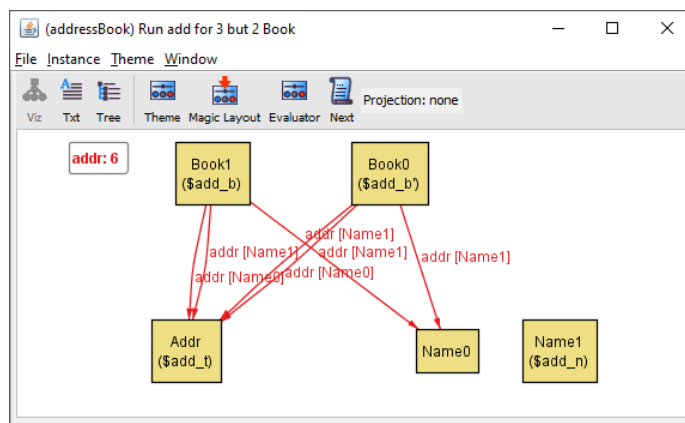 (addressBook) Run add for 3 but 2 Book
File Instance Theme Window
Viz Txt Tree Theme Magic Layout Evaluator Next Projection: none
addr: 6
Book1
($add_b)
Book0
($add_b')
addr [Name1]
addr [Name1]
addr [Name1]
addr [Name1]
addr [Name0]
addr [Name0]
Addr
($add_t)
Name0
Name1
($add_n)